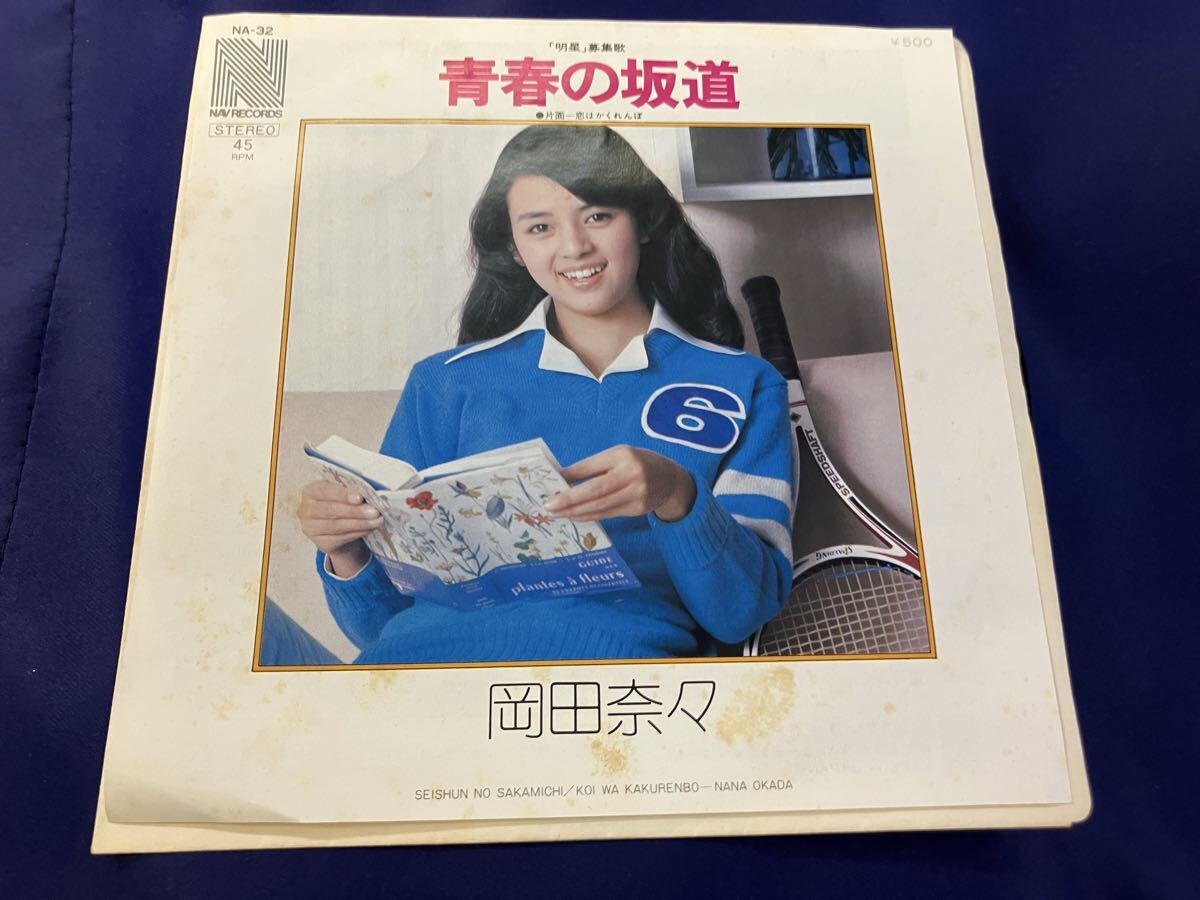 NA-32
NAV RECORDS
STEREO
45
RPM
「明星」募集歌
青春の坂道
●片面―恋はかくれんぼ
¥500
6
SPEEDSHAFT
SPALDING
GUIDE
plantes à fleurs
岡田奈々
SEISHUN NO SAKAMICHI/KOI WA KAKURENBO—NANA OKADA